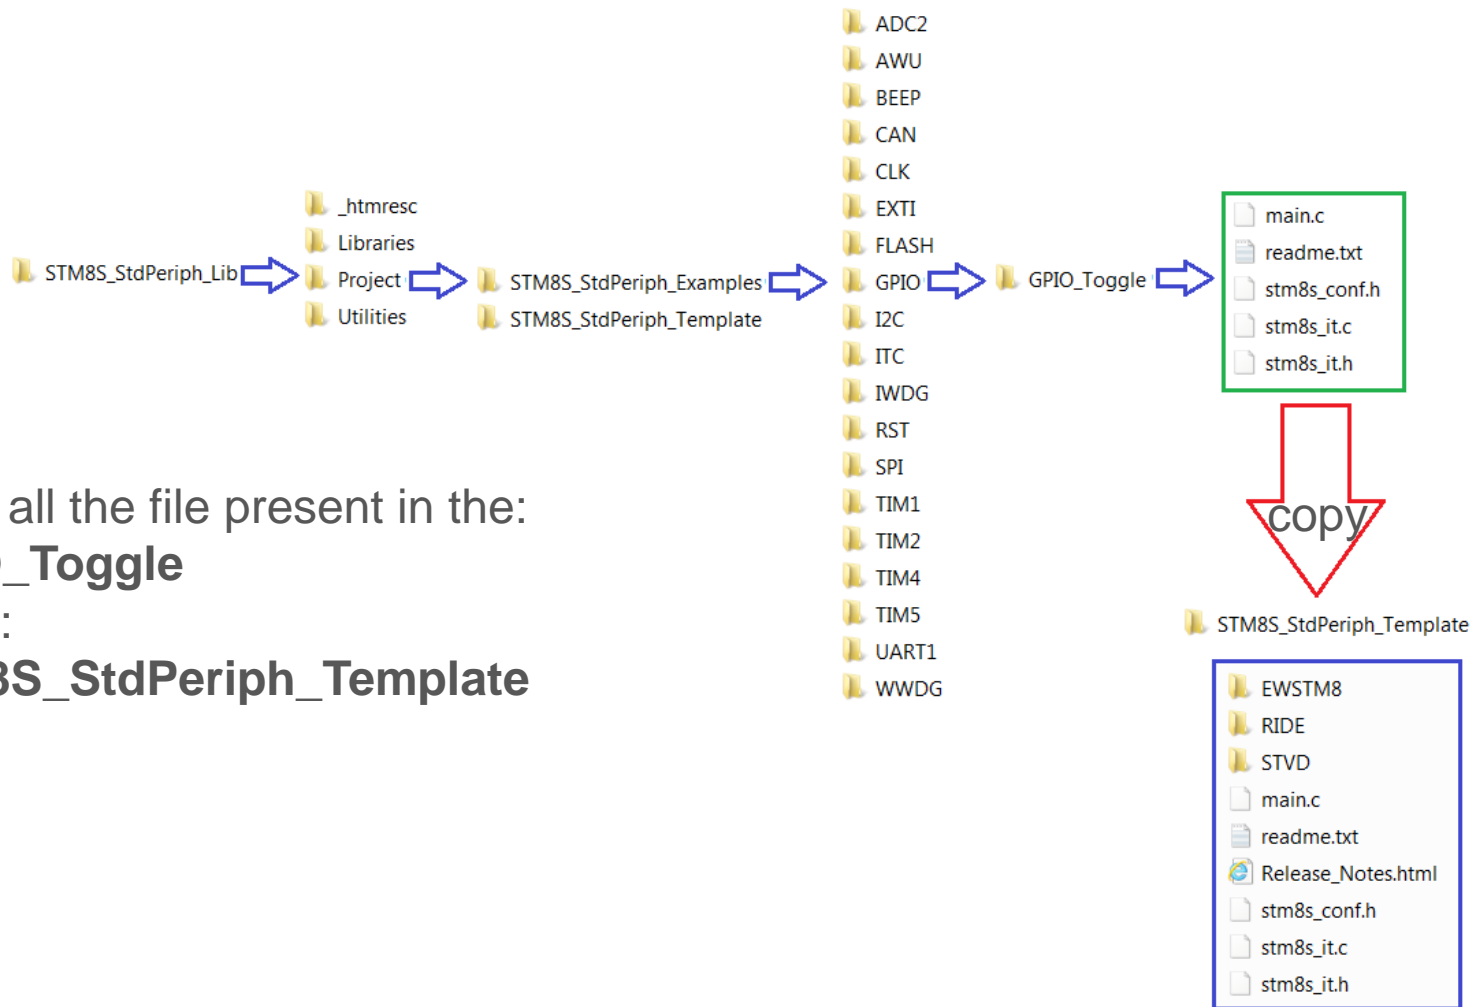 STM8S_StdPeriph_Lib
_htmresc
Libraries
Project
Utilities
STM8S_StdPeriph_Examples
STM8S_StdPeriph_Template
ADC2
AWU
BEEP
CAN
CLK
EXTI
FLASH
GPIO
I2C
ITC
IWDG
RST
SPI
TIM1
TIM2
TIM4
TIM5
UART1
WWDG
GPIO_Toggle
main.c
readme.txt
stm8s_conf.h
stm8s_it.c
stm8s_it.h
copy
all the file present in the:
_Toggle
:
S_StdPeriph_Template
STM8S_StdPeriph_Template
EWSTM8
RIDE
STVD
main.c
readme.txt
Release_Notes.html
stm8s_conf.h
stm8s_it.c
stm8s_it.h